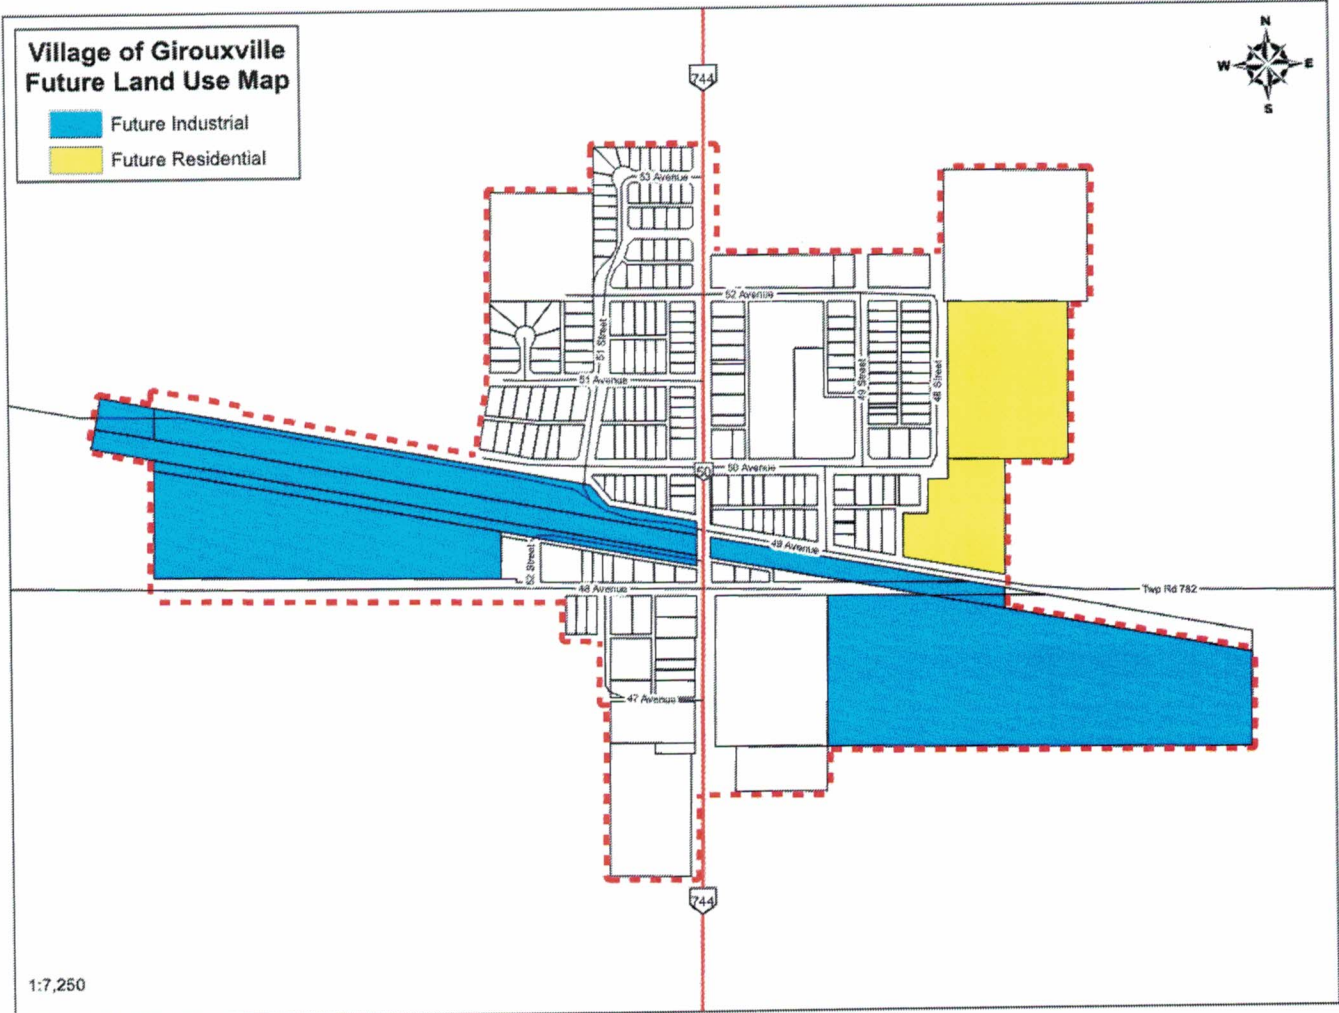 Village of Girouxville
Future Land Use Map
Future Industrial
Future Residential
N
W
E
S
744
53 Avenue
52 Avenue
51 Street
51 Avenue
49 Street
48 Street
50
50 Avenue
49 Avenue
52 Street
48 Avenue
Twp Rd 782
47 Avenue
744
1:7,250